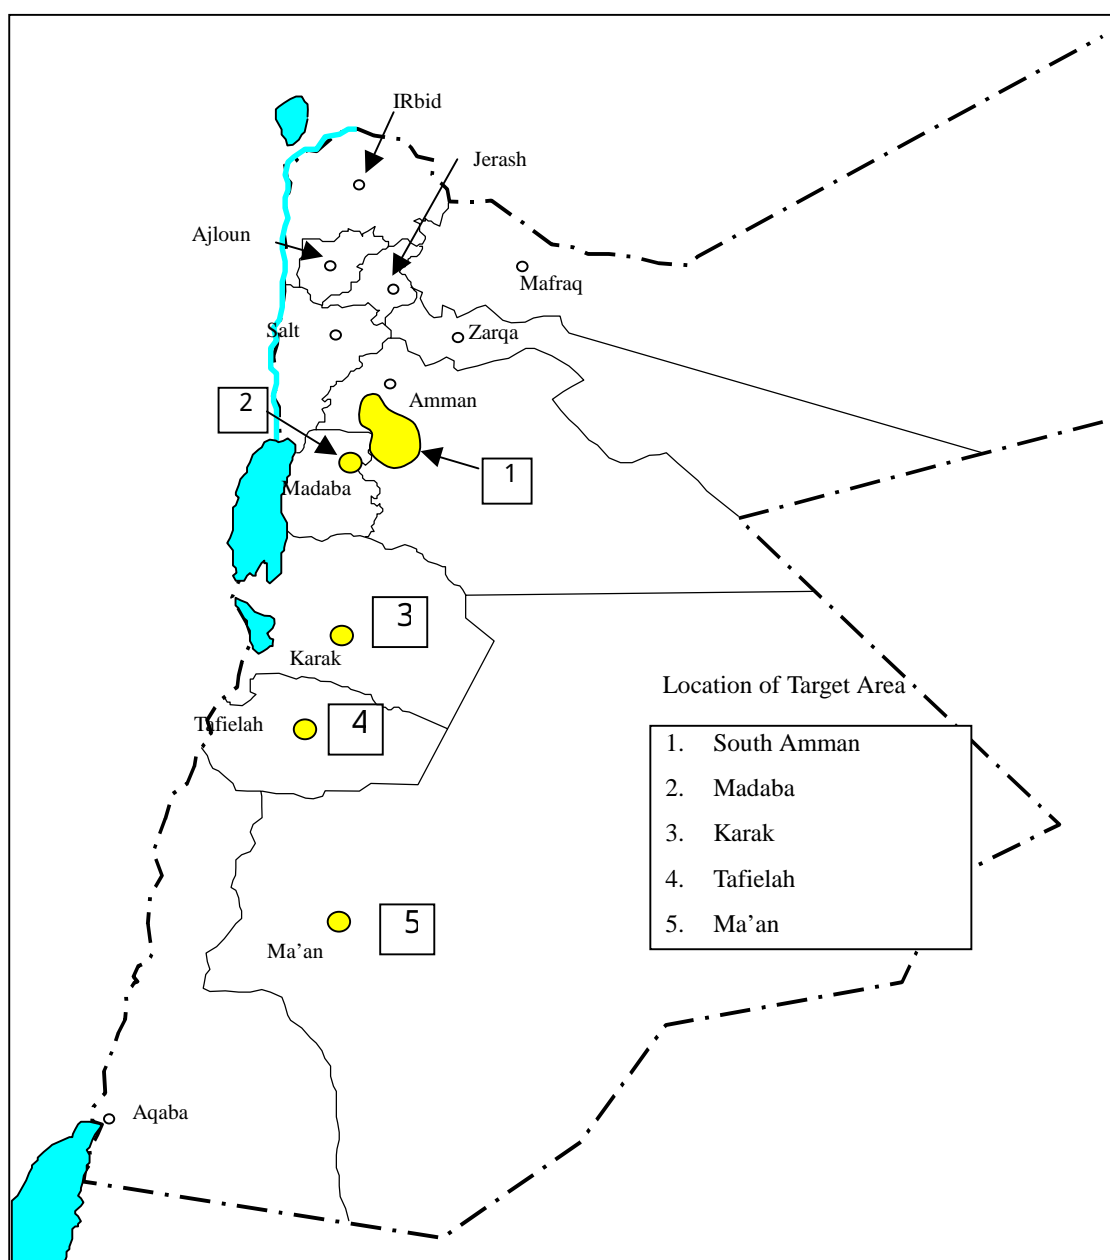 IRbid
Jerash
Ajloun
Mafraq
Salt
Zarqa
2
Amman
1
Madaba
3
Karak
Location of Target Area
Tafielah
4
1. South Amman
2. Madaba
3. Karak
4. Tafielah
5. Ma’an
5
Ma’an
Aqaba